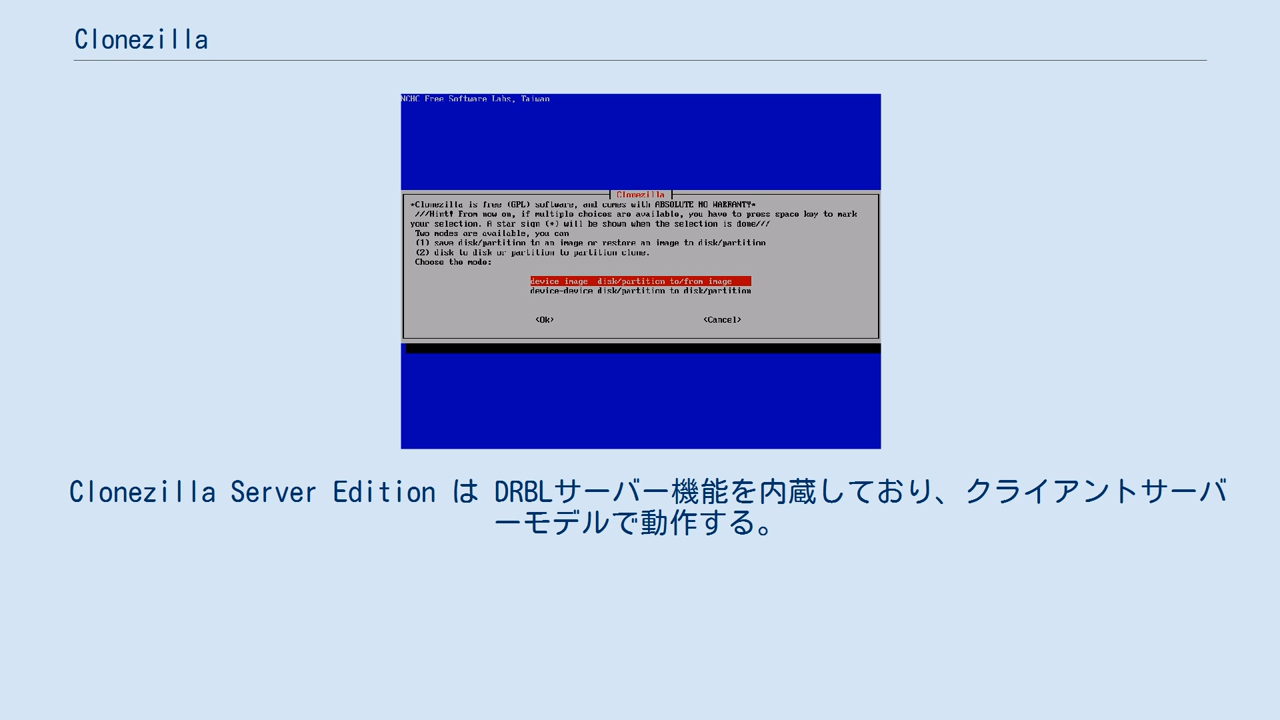 Clonezilla
NCHC Free Software Labs, Taiwan
Clonezilla
*Clonezilla is free (GPL) software, and comes with ABSOLUTE NO WARRANTY*
///Hint! From now on, if multiple choices are available, you have to press space key to mark
your selection. A star sign (*) will be shown when the selection is done///
Two modes are available, you can
(1) save disk/partition to an image or restore an image to disk/partition
(2) disk to disk or partition to partition clone.
Choose the mode:
device-image disk/partition to/from image
device-device disk/partition to disk/partition
<Ok> <Cancel>
Clonezilla Server Edition は DRBLサーバー機能を内蔵しており、クライアントサーバ
ーモデルで動作する。